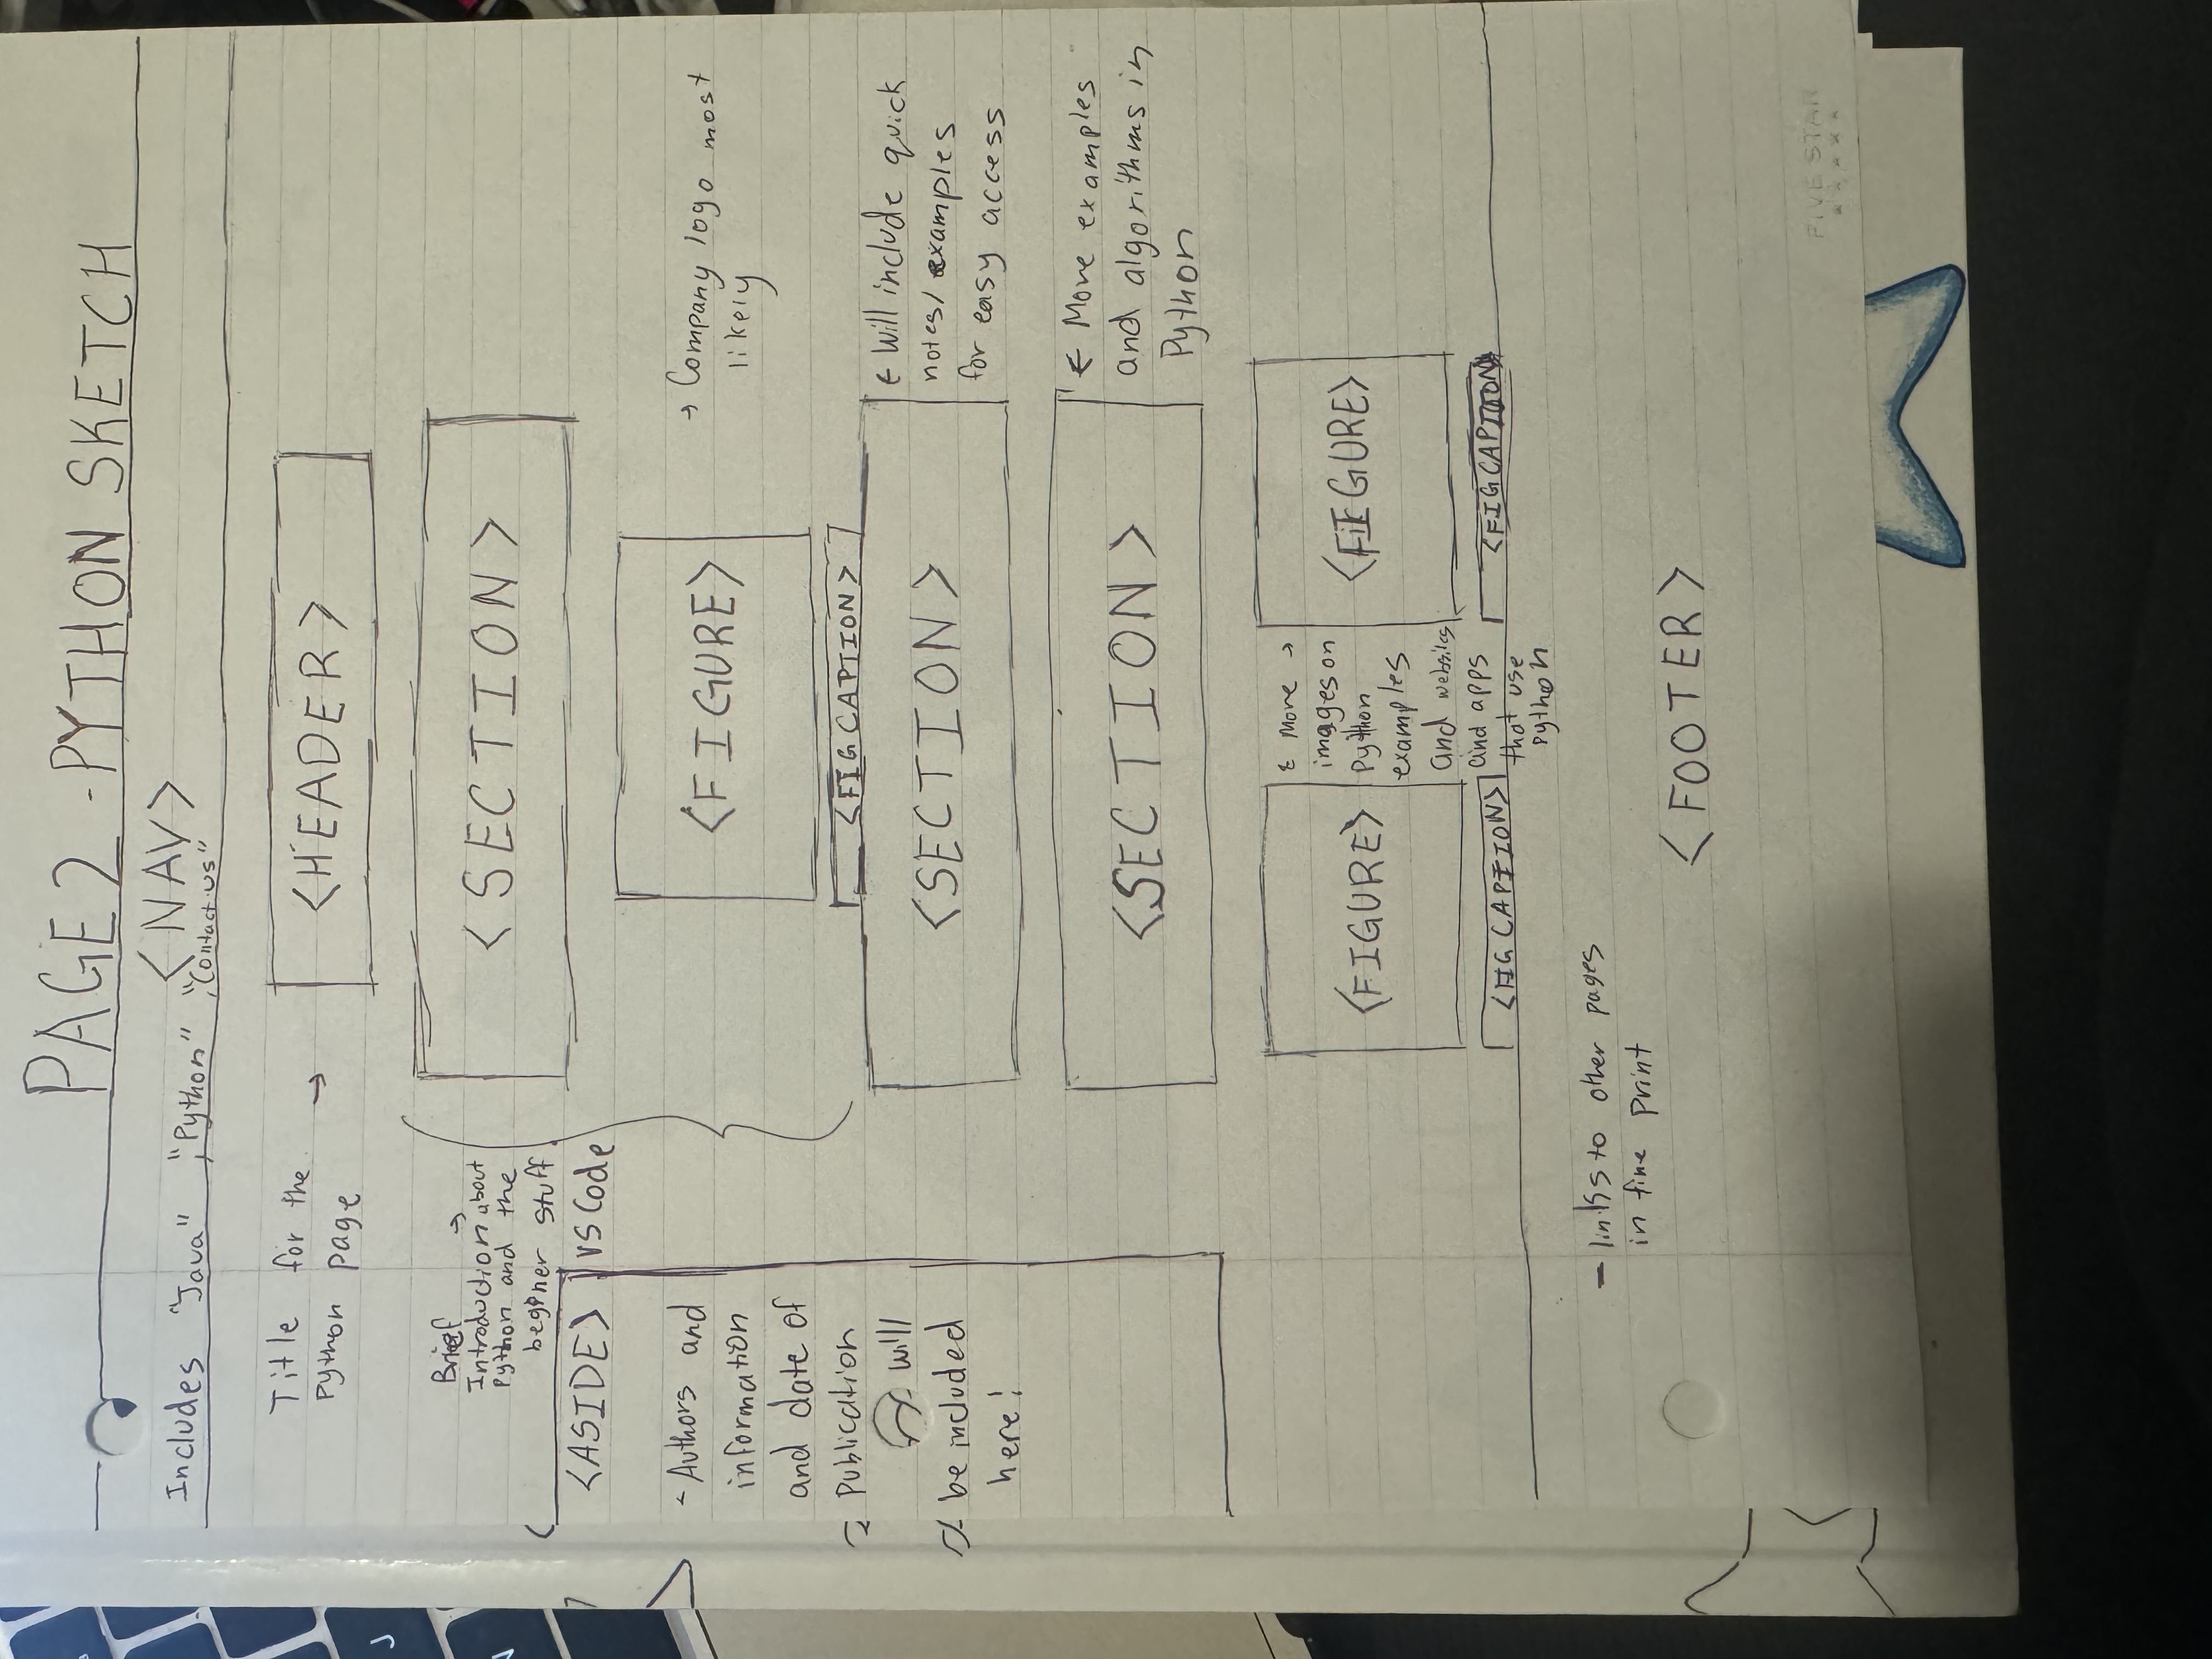 PAGE 2 - PYTHON SKETCH
<NAV>
Includes "Java" , "Python" , "Contact us"
Title for the
Python page
→ <HEADER>
Brief →
Introduction about
Python and the
beginner stuff
VS Code
<SECTION>
<ASIDE>
- Authors and
information
and date of
Publication
will
be included
here!
<FIGURE>
→ Company logo most
likely
<FIGCAPTION>
<SECTION>
← Will include quick
notes/examples
for easy access
<SECTION>
← More examples
and algorithms in
Python
<FIGURE>
← More →
images on
Python
examples
and websites
and apps
that use
Python
<FIGURE>
<FIGCAPTION>
<FIGCAPTION>
- links to other pages
in fine print
<FOOTER>
FIVE STAR
J